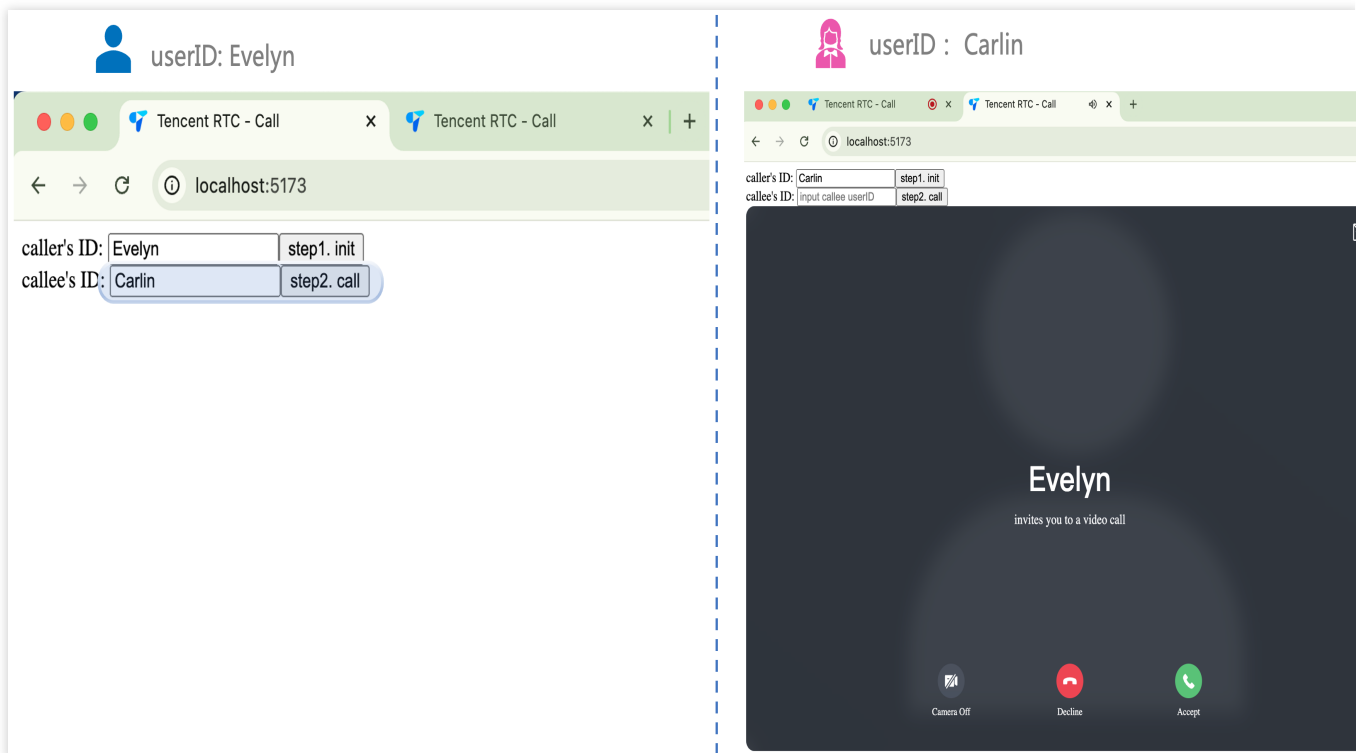 userID: Evelyn
Tencent RTC - Call
Tencent RTC - Call
localhost:5173
caller's ID: Evelyn step1. init
callee's ID: Carlin step2. call
userID : Carlin
Tencent RTC - Call
Tencent RTC - Call
localhost:5173
caller's ID: Carlin step1. init
callee's ID: input callee userID step2. call
Evelyn
invites you to a video call
Camera Off Decline Accept